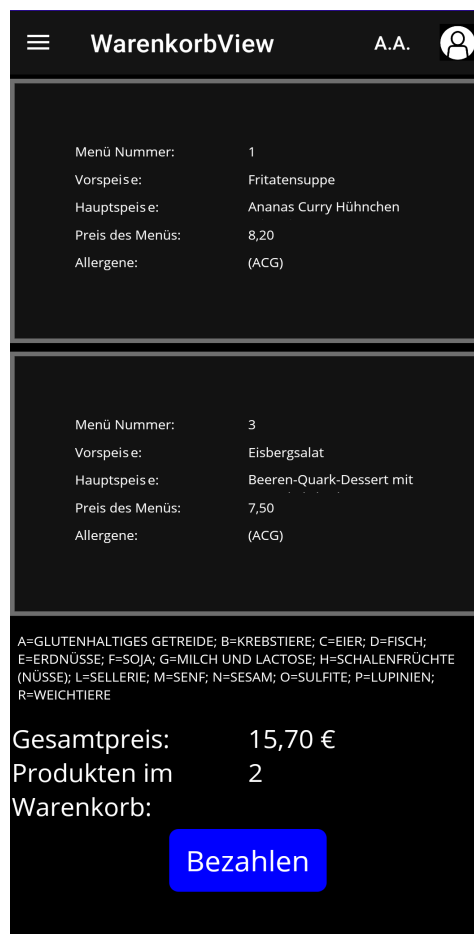 WarenkorbView A.A.
Menü Nummer: 1
Vorspeise: Fritatensuppe
Hauptspeise: Ananas Curry Hühnchen
Preis des Menüs: 8,20
Allergene: (ACG)
Menü Nummer: 3
Vorspeise: Eisbergsalat
Hauptspeise: Beeren-Quark-Dessert mit
Preis des Menüs: 7,50
Allergene: (ACG)
A=GLUTENHALTIGES GETREIDE; B=KREBSTIERE; C=EIER; D=FISCH;
E=ERDNÜSSE; F=SOJA; G=MILCH UND LACTOSE; H=SCHALENFRÜCHTE
(NÜSSE); L=SELLERIE; M=SENF; N=SESAM; O=SULFITE; P=LUPINIEN;
R=WEICHTIERE
Gesamtpreis: 15,70 €
Produkten im 2
Warenkorb:
Bezahlen